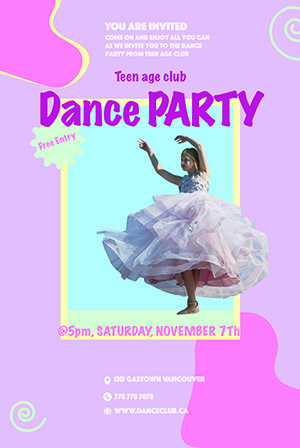 YOU ARE INVITED
COME ON AND ENJOY ALL YOU CAN
AS WE INVITE YOU TO THE DANCE
PARTY FROM TEEN AGE CLUB
Teen age club
Dance PARTY
Free Entry
@5pm, SATURDAY, NOVEMBER 7Th
1313 GASTOWN VANCOUVER
770 770 7070
WWW.DANCECLUB.CA